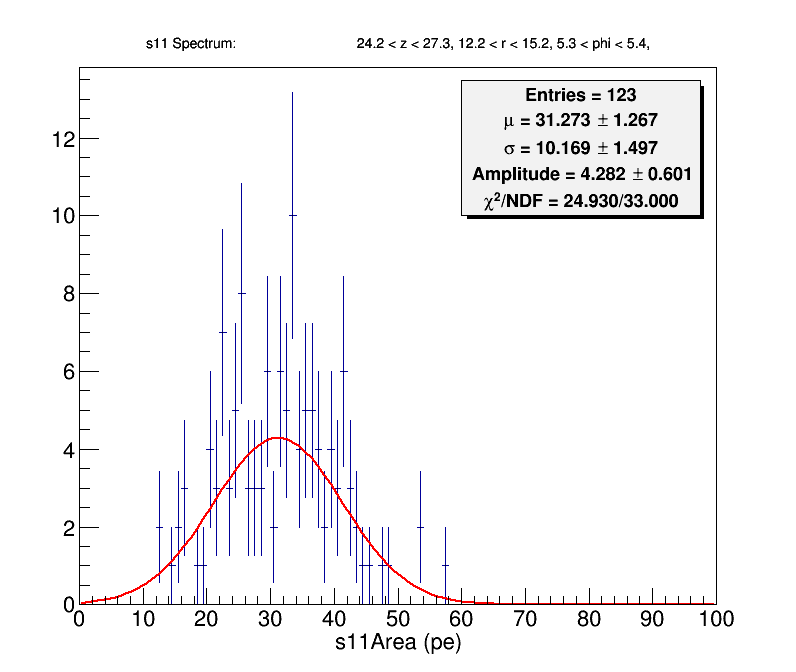 s11 Spectrum: 24.2 < z < 27.3, 12.2 < r < 15.2, 5.3 < phi < 5.4,
Entries = 123
μ = 31.273 ± 1.267
σ = 10.169 ± 1.497
Amplitude = 4.282 ± 0.601
χ²/NDF = 24.930/33.000
12
10
8
6
4
2
0
0 10 20 30 40 50 60 70 80 90 100
s11Area (pe)